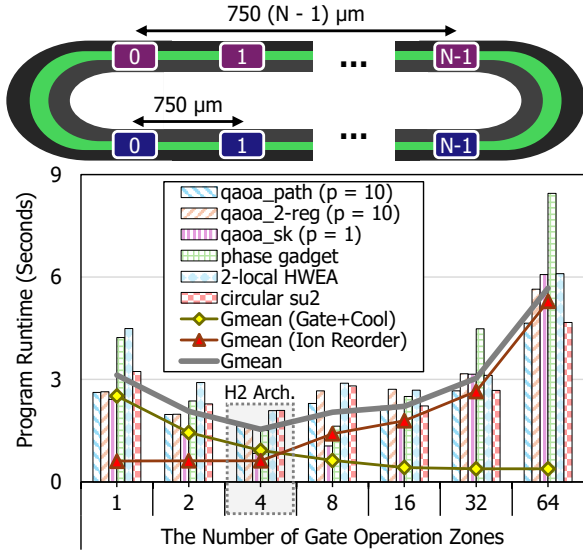 750 (N - 1) µm
0 1 ... N-1
750 µm
0 1 ... N-1
Program Runtime (Seconds)
9
6
3
0
qaoa_path (p = 10)
qaoa_2-reg (p = 10)
qaoa_sk (p = 1)
phase gadget
2-local HWEA
circular su2
Gmean (Gate+Cool)
Gmean (Ion Reorder)
Gmean
H2 Arch.
1 2 4 8 16 32 64
The Number of Gate Operation Zones